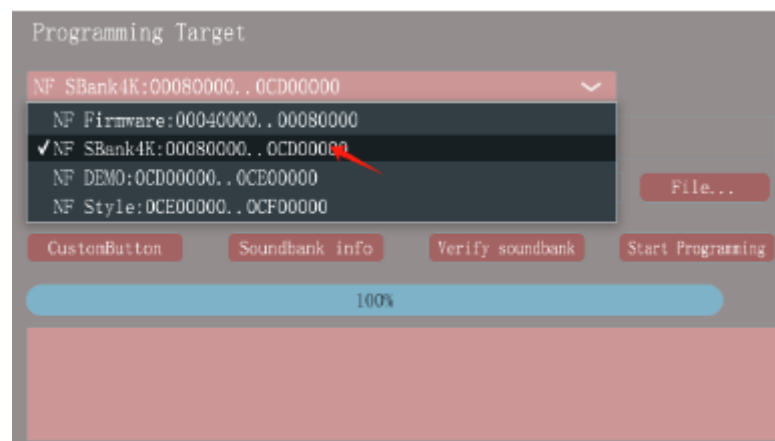 Programming Target
NF SBank4K:00080000..0CD00000
NF Firmware:00040000..00080000
✓NF SBank4K:00080000..0CD00000
NF DEMO:0CD00000..0CE00000
NF Style:0CE00000..0CF00000
File...
CustomButton Soundbank info Verify soundbank Start Programming
100%